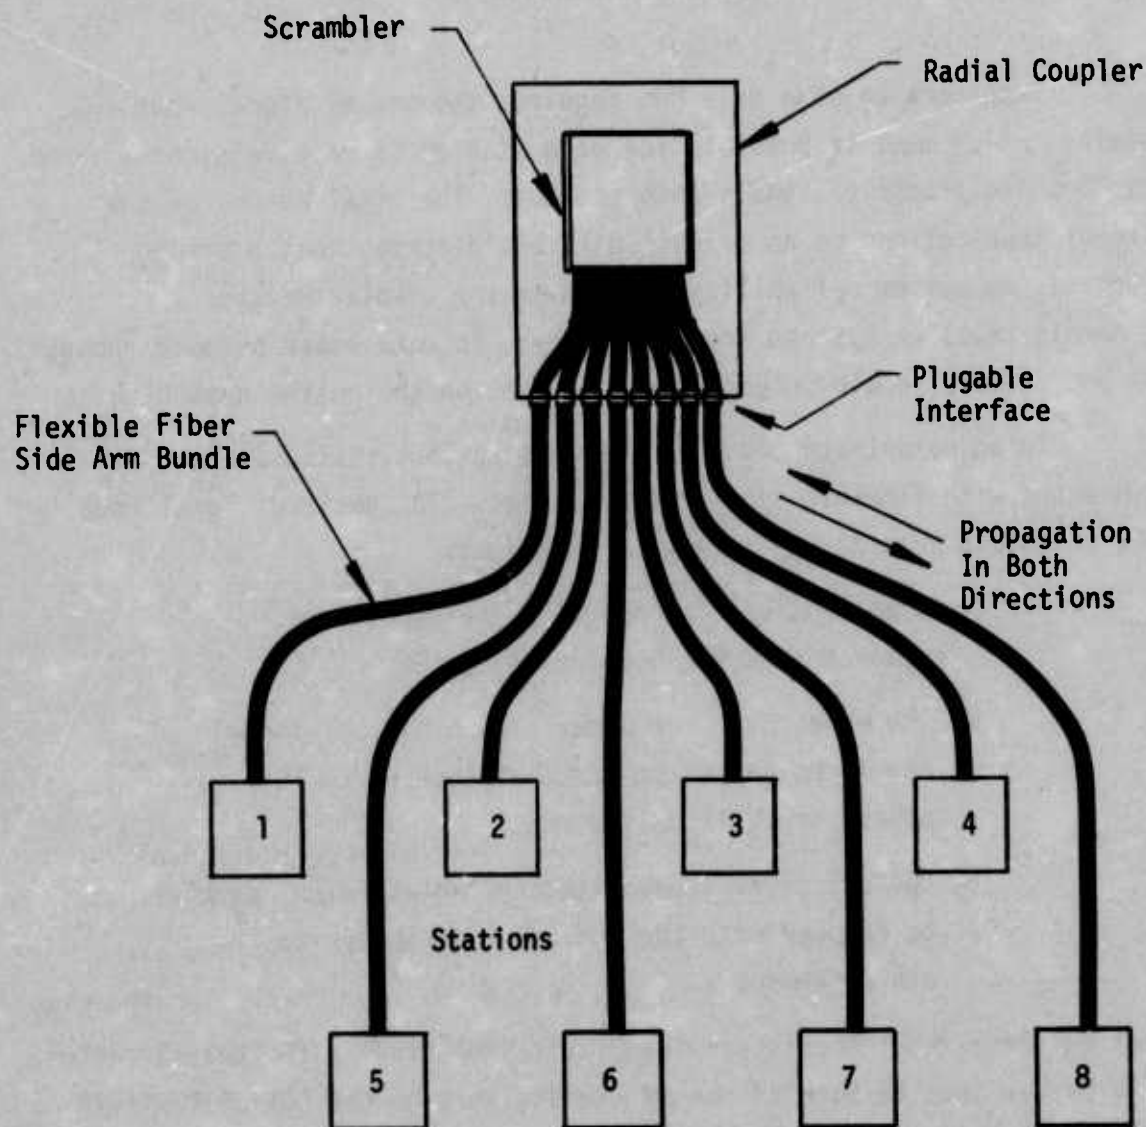 Scrambler
Radial Coupler
Plugable
Interface
Flexible Fiber
Side Arm Bundle
Propagation
In Both
Directions
1
2
3
4
Stations
5
6
7
8